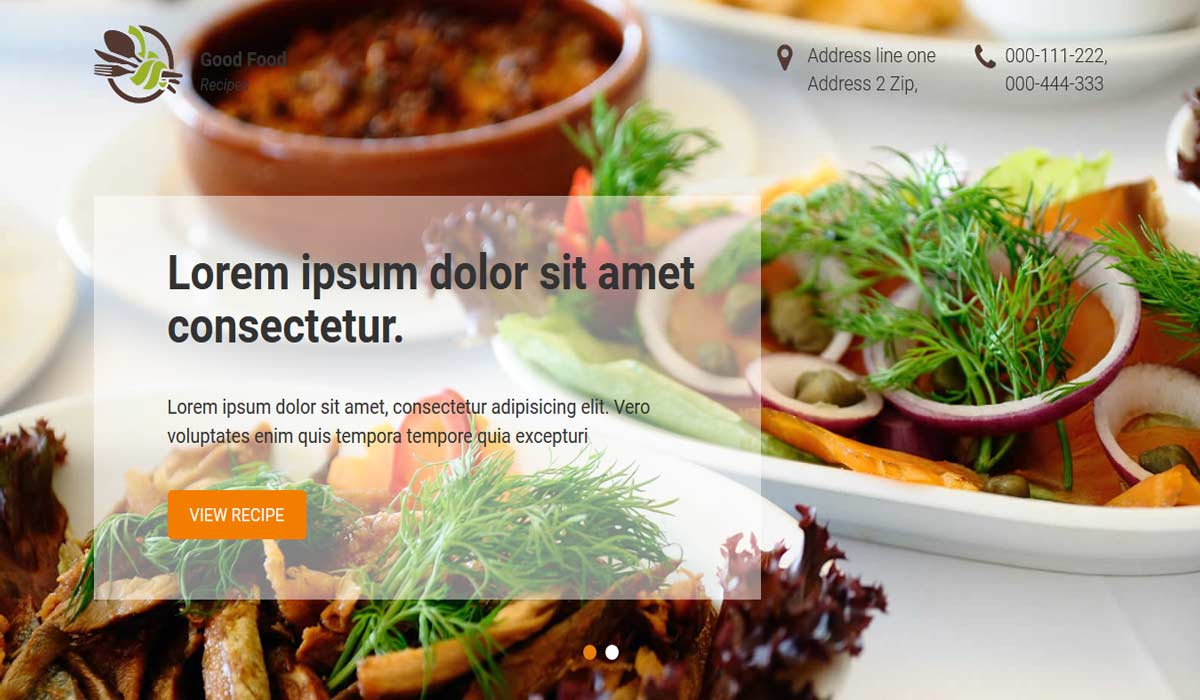 Good Food
Recipes
Address line one
Address 2 Zip,
000-111-222,
000-444-333
Lorem ipsum dolor sit amet
consectetur.
Lorem ipsum dolor sit amet, consectetur adipisicing elit. Vero
voluptates enim quis tempora tempore quia excepturi
VIEW RECIPE